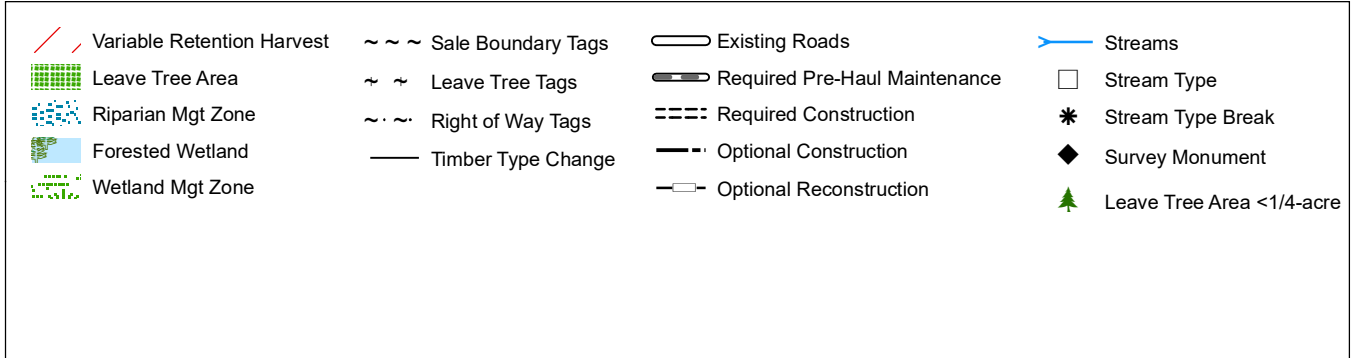 Variable Retention Harvest
Leave Tree Area
Riparian Mgt Zone
Forested Wetland
Wetland Mgt Zone
Sale Boundary Tags
Leave Tree Tags
Right of Way Tags
Timber Type Change
Existing Roads
Required Pre-Haul Maintenance
Required Construction
Optional Construction
Optional Reconstruction
Streams
Stream Type
Stream Type Break
Survey Monument
Leave Tree Area <1/4-acre